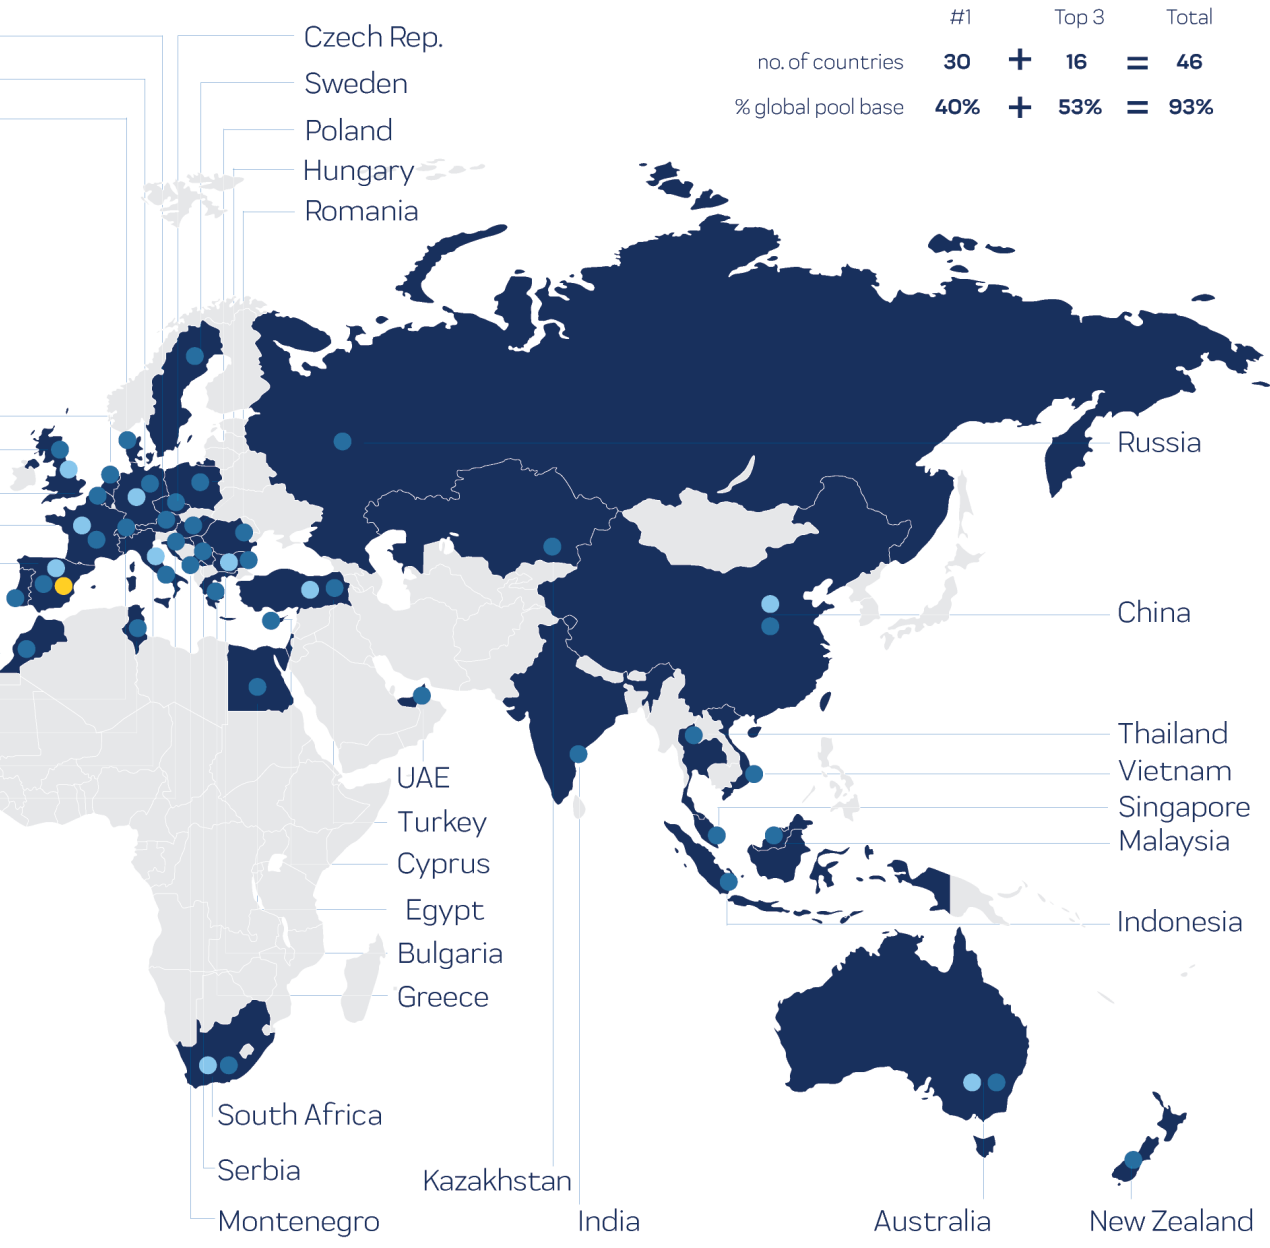 #1 Top 3 Total
no. of countries 30 + 16 = 46
% global pool base 40% + 53% = 93%
Czech Rep.
Sweden
Poland
Hungary
Romania
Russia
China
Thailand
Vietnam
Singapore
Malaysia
Indonesia
UAE
Turkey
Cyprus
Egypt
Bulgaria
Greece
South Africa
Serbia
Montenegro
Kazakhstan
India
Australia
New Zealand